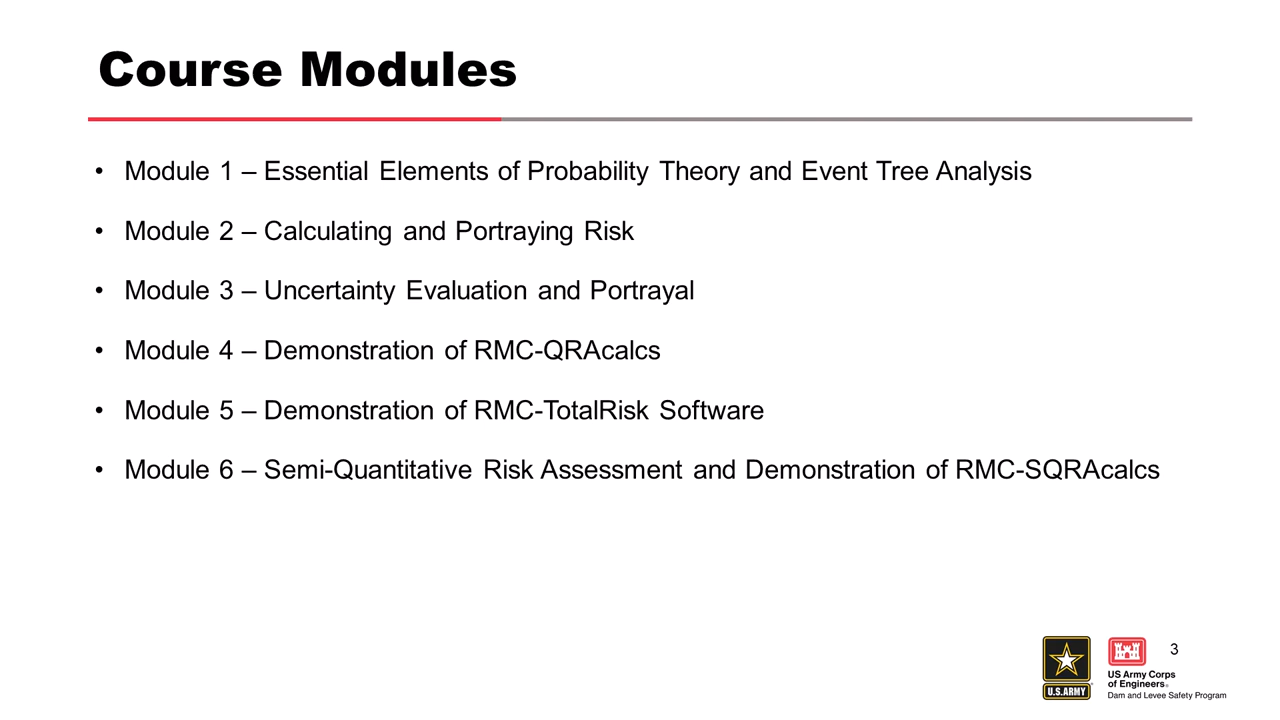 Course Modules
• Module 1 – Essential Elements of Probability Theory and Event Tree Analysis
• Module 2 – Calculating and Portraying Risk
• Module 3 – Uncertainty Evaluation and Portrayal
• Module 4 – Demonstration of RMC-QRAcalcs
• Module 5 – Demonstration of RMC-TotalRisk Software
• Module 6 – Semi-Quantitative Risk Assessment and Demonstration of RMC-SQRAcalcs
U.S.ARMY
US Army Corps
of Engineers®
Dam and Levee Safety Program
3